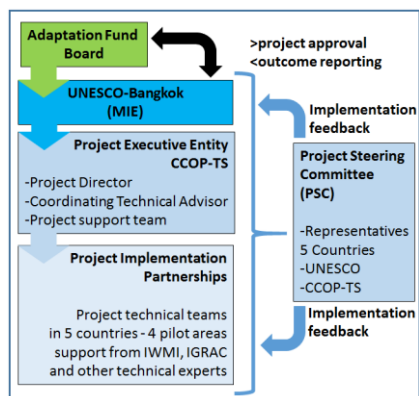 Adaptation Fund
Board
>project approval
<outcome reporting
UNESCO-Bangkok
(MIE)
Implementation
feedback
Project Executive Entity
CCOP-TS
-Project Director
-Coordinating Technical Advisor
-Project support team
Project Steering
Committee
(PSC)
-Representatives
5 Countries
-UNESCO
-CCOP-TS
Project Implementation
Partnerships
Project technical teams
in 5 countries - 4 pilot areas
support from IWMI, IGRAC
and other technical experts
Implementation
feedback